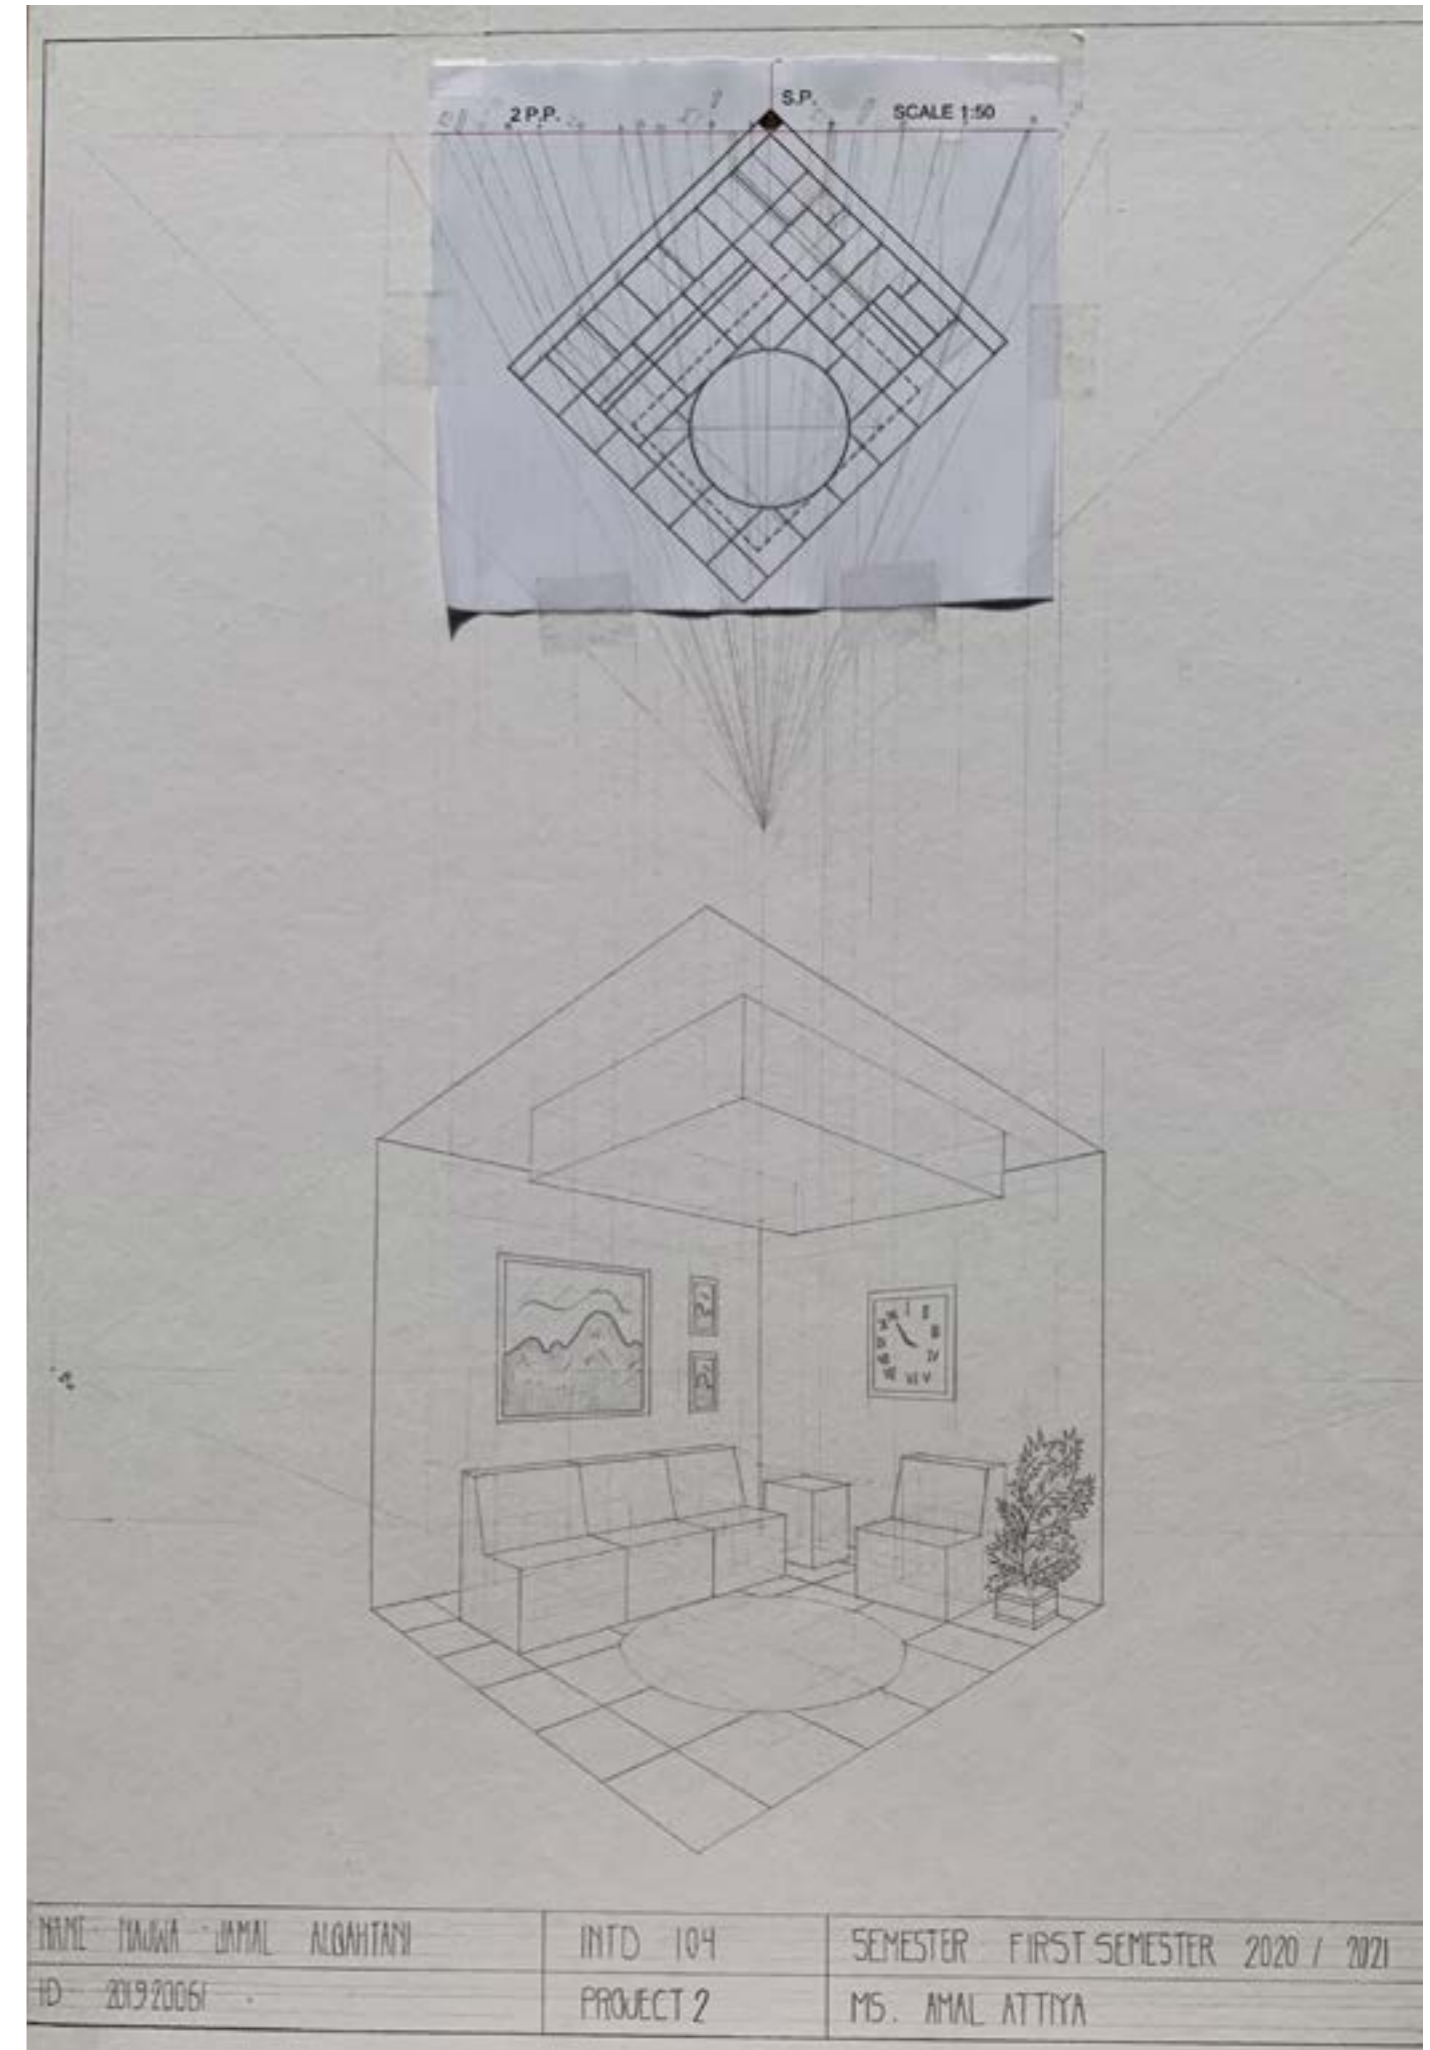 2 P.P.
S.P.
SCALE 1:50
NAME NAJWA JAMAL ALQAHTANI
ID 201920061
INTD 104
PROJECT 2
SEMESTER FIRST SEMESTER 2020 / 2021
MS. AMAL ATTIYA